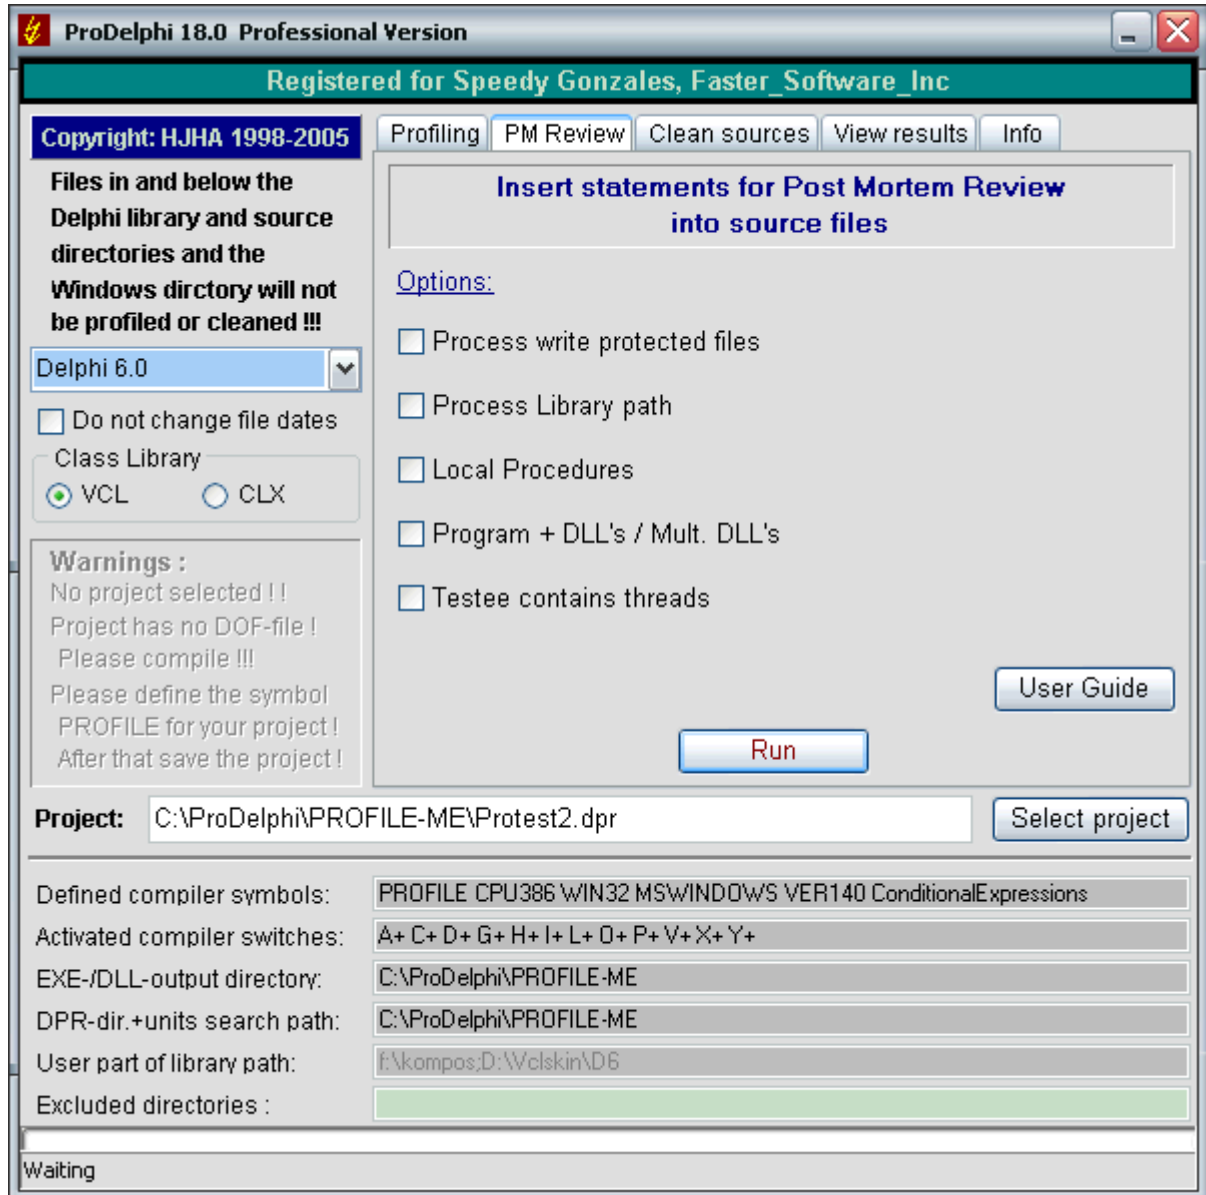 ProDelphi 18.0 Professional Version
Registered for Speedy Gonzales, Faster_Software_Inc
Copyright: HJHA 1998-2005
Files in and below the
Delphi library and source
directories and the
Windows dirctory will not
be profiled or cleaned !!!
Delphi 6.0
Do not change file dates
Class Library
VCL CLX
Warnings :
No project selected ! !
Project has no DOF-file !
Please compile !!!
Please define the symbol
PROFILE for your project !
After that save the project !
Profiling PM Review Clean sources View results Info
Insert statements for Post Mortem Review
into source files
Options:
Process write protected files
Process Library path
Local Procedures
Program + DLL's / Mult. DLL's
Testee contains threads
User Guide
Run
Project: C:\ProDelphi\PROFILE-ME\Protest2.dpr Select project
Defined compiler symbols: PROFILE CPU386 WIN32 MSWINDOWS VER140 ConditionalExpressions
Activated compiler switches: A+ C+ D+ G+ H+ I+ L+ O+ P+ V+ X+ Y+
EXE-/DLL-output directory: C:\ProDelphi\PROFILE-ME
DPR-dir.+units search path: C:\ProDelphi\PROFILE-ME
User part of library path: f:\kompos;D:\Vclskin\D6
Excluded directories :
Waiting